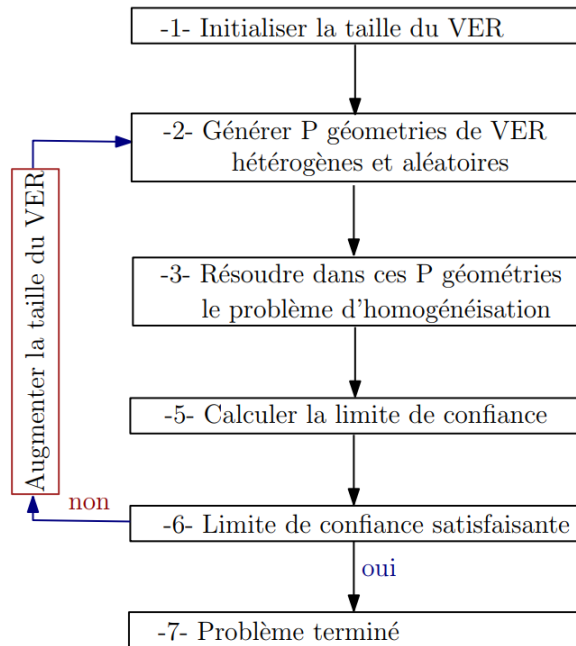 -1- Initialiser la taille du VER
-2- Générer P géometries de VER
hétérogènes et aléatoires
-3- Résoudre dans ces P géométries
le problème d'homogénéisation
-5- Calculer la limite de confiance
-6- Limite de confiance satisfaisante
non
Augmenter la taille du VER
oui
-7- Problème terminé